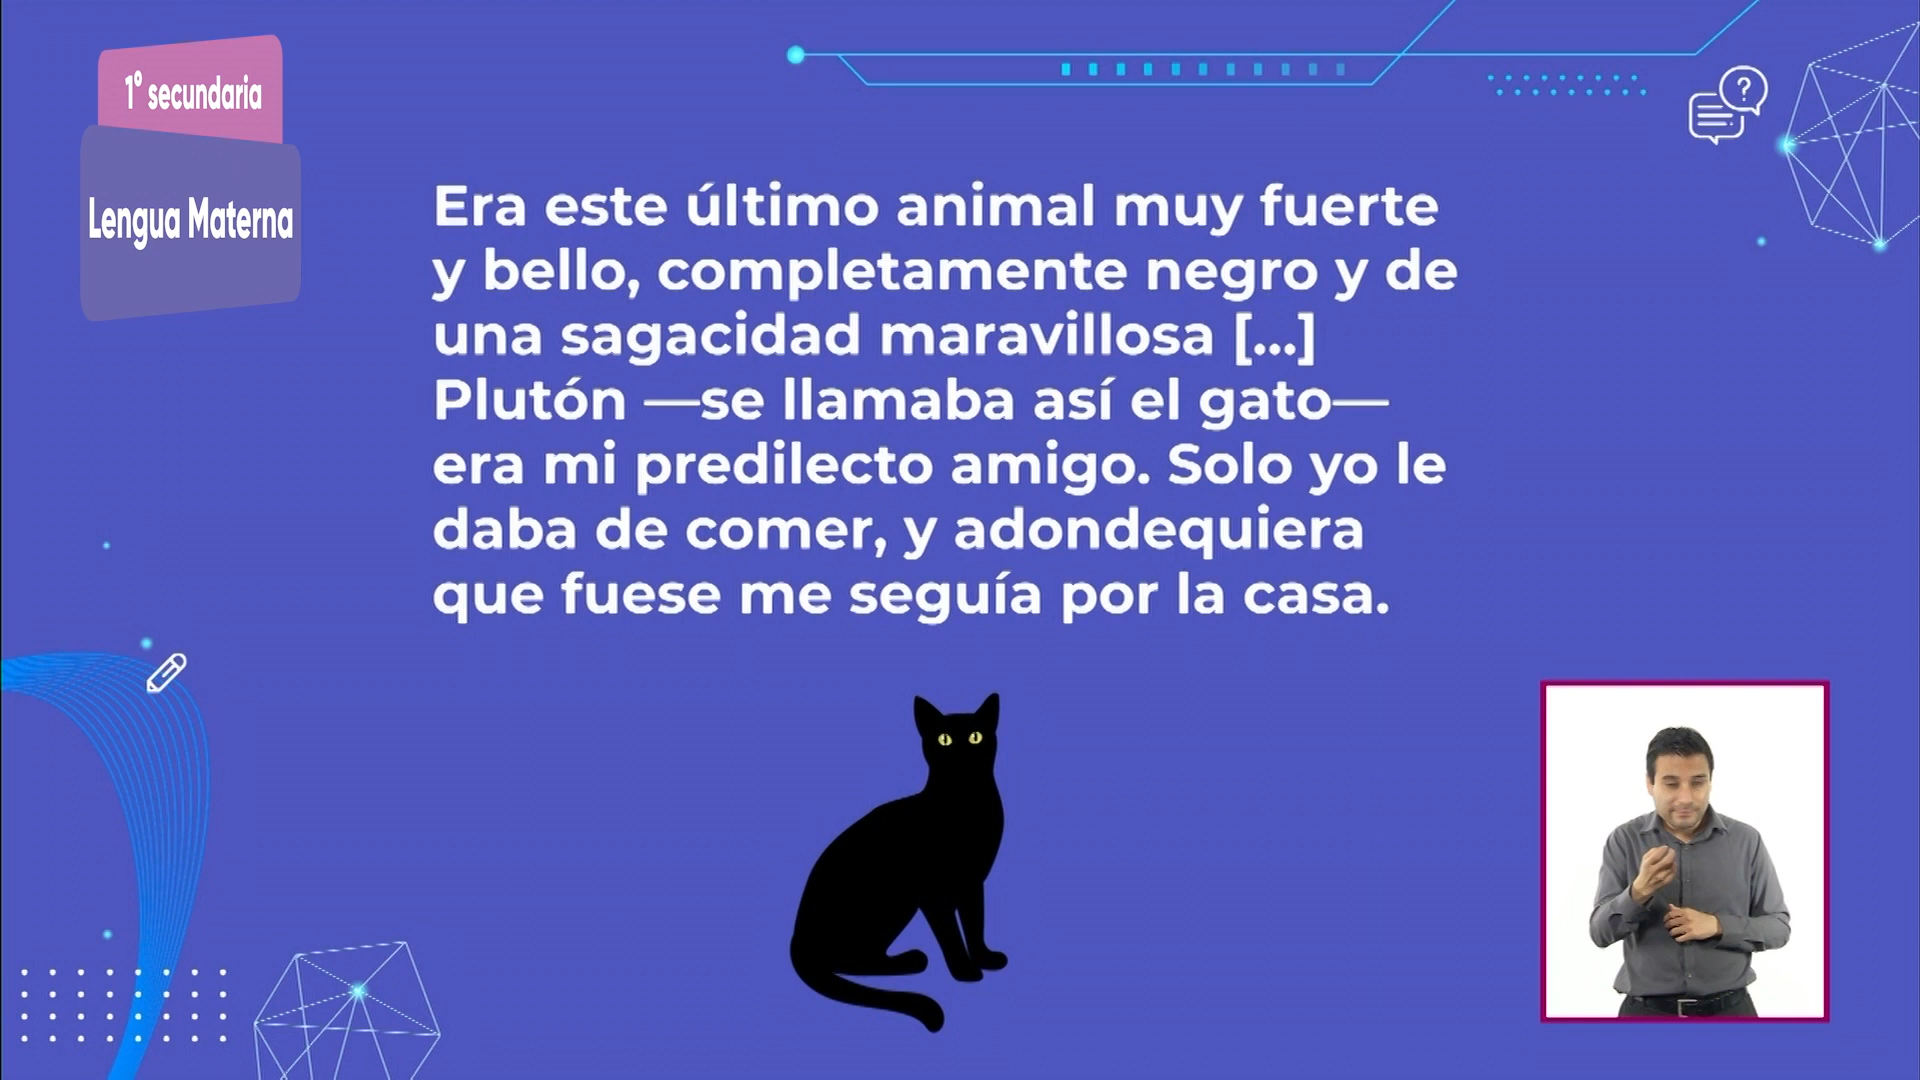 1° secundaria
Lengua Materna
Era este último animal muy fuerte
y bello, completamente negro y de
una sagacidad maravillosa [...]
Plutón —se llamaba así el gato—
era mi predilecto amigo. Solo yo le
daba de comer, y adondequiera
que fuese me seguía por la casa.
?